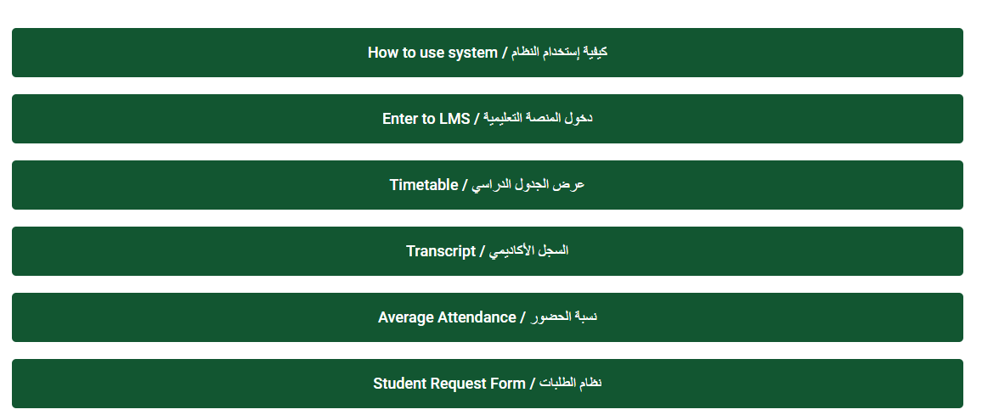 How to use system / كيفية إستخدام النظام
Enter to LMS / دخول المنصة التعليمية
Timetable / عرض الجدول الدراسي
Transcript / السجل الأكاديمي
Average Attendance / نسبة الحضور
Student Request Form / نظام الطلبات